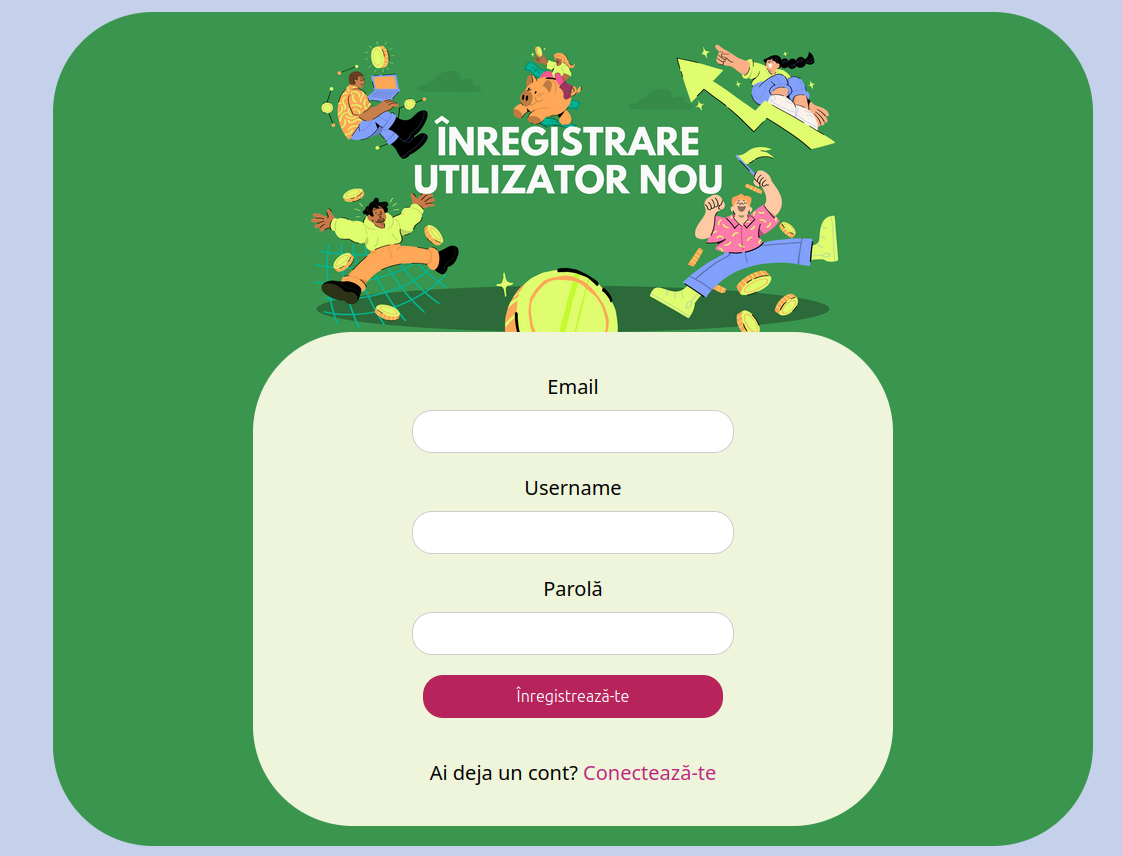 ÎNREGISTRARE
UTILIZATOR NOU
Email
Username
Parolă
Înregistrează-te
Ai deja un cont? Conectează-te